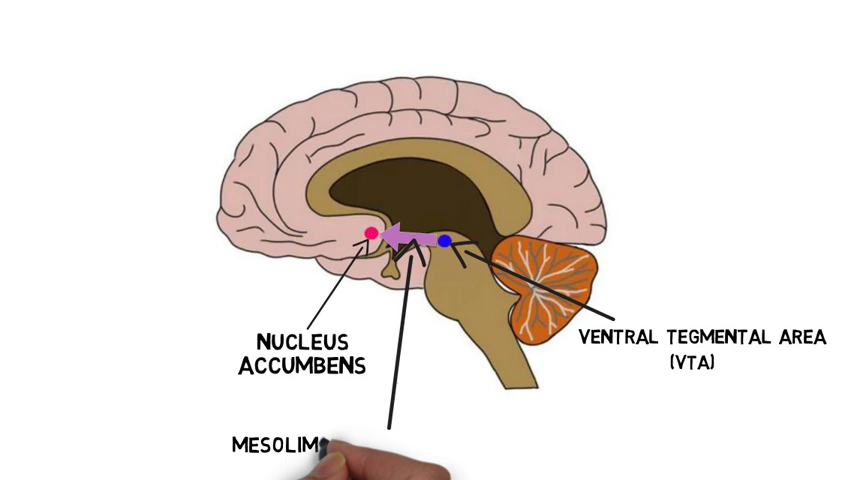 NUCLEUS
ACCUMBENS
VENTRAL TEGMENTAL AREA
(VTA)
MESOLIM